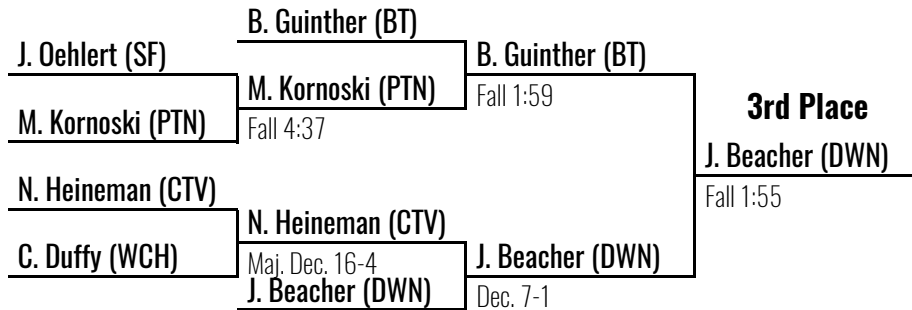 B. Guinther (BT)
J. Oehlert (SF)
B. Guinther (BT)
M. Kornoski (PTN)
Fall 1:59
3rd Place
M. Kornoski (PTN)
Fall 4:37
J. Beacher (DWN)
N. Heineman (CTV)
Fall 1:55
N. Heineman (CTV)
C. Duffy (WCH)
Maj. Dec. 16-4
J. Beacher (DWN)
J. Beacher (DWN)
Dec. 7-1